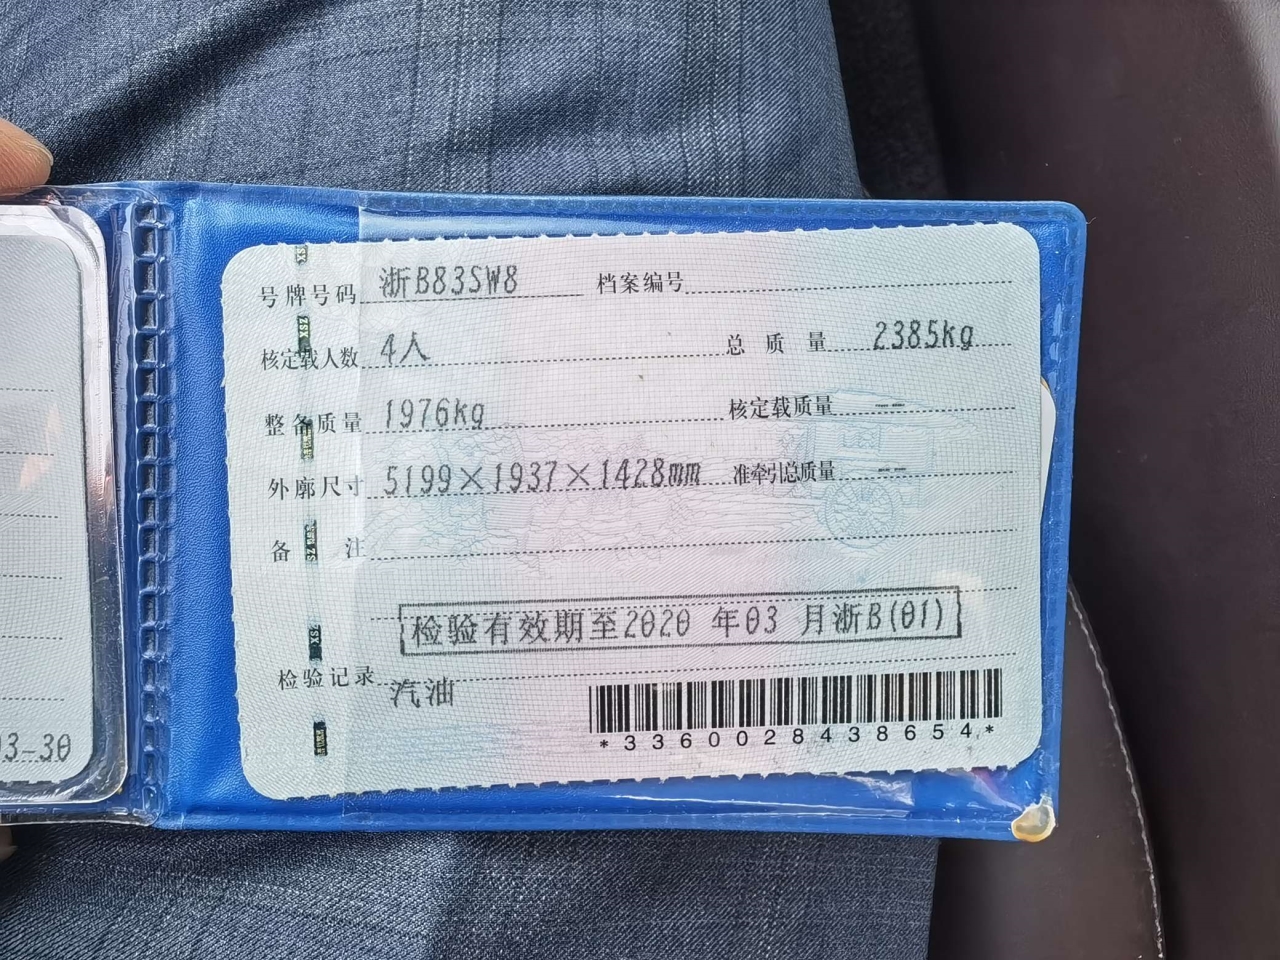 号牌号码 浙B83SW8 档案编号
核定载人数 4人 总质量 2385kg
整备质量 1976kg 核定载质量 ---
外廓尺寸 5199×1937×1428mm 准牵引总质量 ---
备注
检验有效期至2020 年03 月浙B(01)
检验记录 汽油
*3360028438654*
03-30